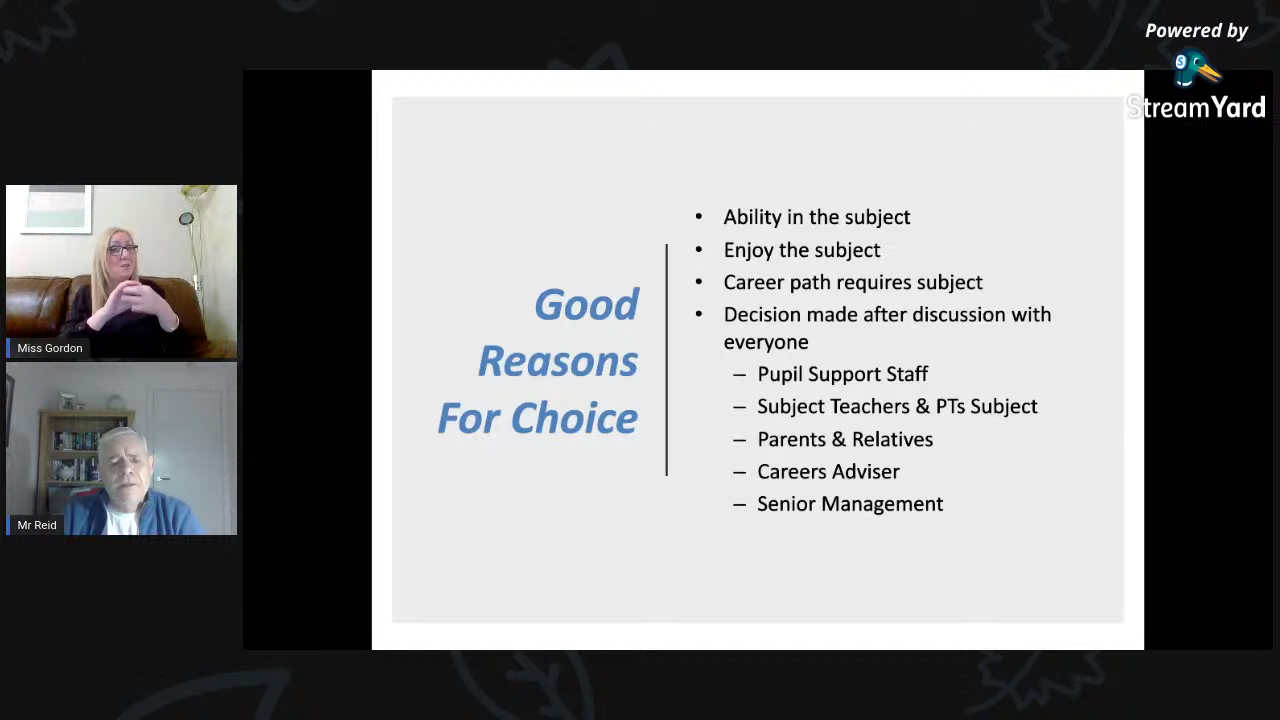 Powered by
StreamYard
Good
Reasons
For Choice
• Ability in the subject
• Enjoy the subject
• Career path requires subject
• Decision made after discussion with
everyone
– Pupil Support Staff
– Subject Teachers & PTs Subject
– Parents & Relatives
– Careers Adviser
– Senior Management
Miss Gordon
Mr Reid